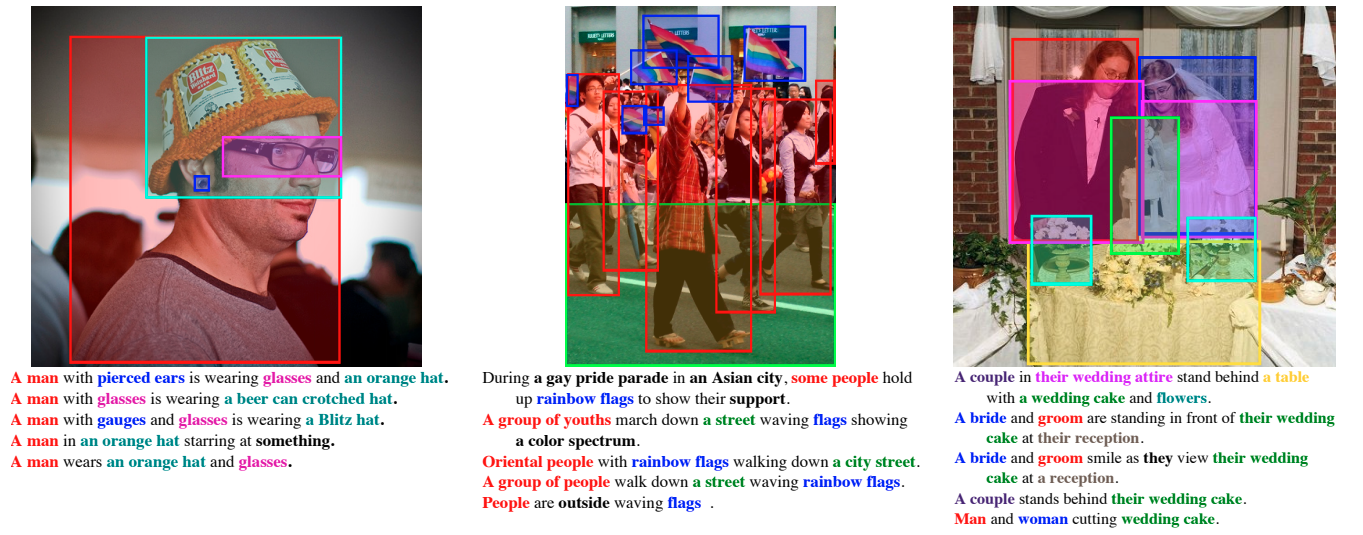 Blitz
Weinhard
A man with pierced ears is wearing glasses and an orange hat.
A man with glasses is wearing a beer can crotched hat.
A man with gauges and glasses is wearing a Blitz hat.
A man in an orange hat starring at something.
A man wears an orange hat and glasses.
During a gay pride parade in an Asian city, some people hold
up rainbow flags to show their support.
A group of youths march down a street waving flags showing
a color spectrum.
Oriental people with rainbow flags walking down a city street.
A group of people walk down a street waving rainbow flags.
People are outside waving flags .
A couple in their wedding attire stand behind a table
with a wedding cake and flowers.
A bride and groom are standing in front of their wedding
cake at their reception.
A bride and groom smile as they view their wedding
cake at a reception.
A couple stands behind their wedding cake.
Man and woman cutting wedding cake.